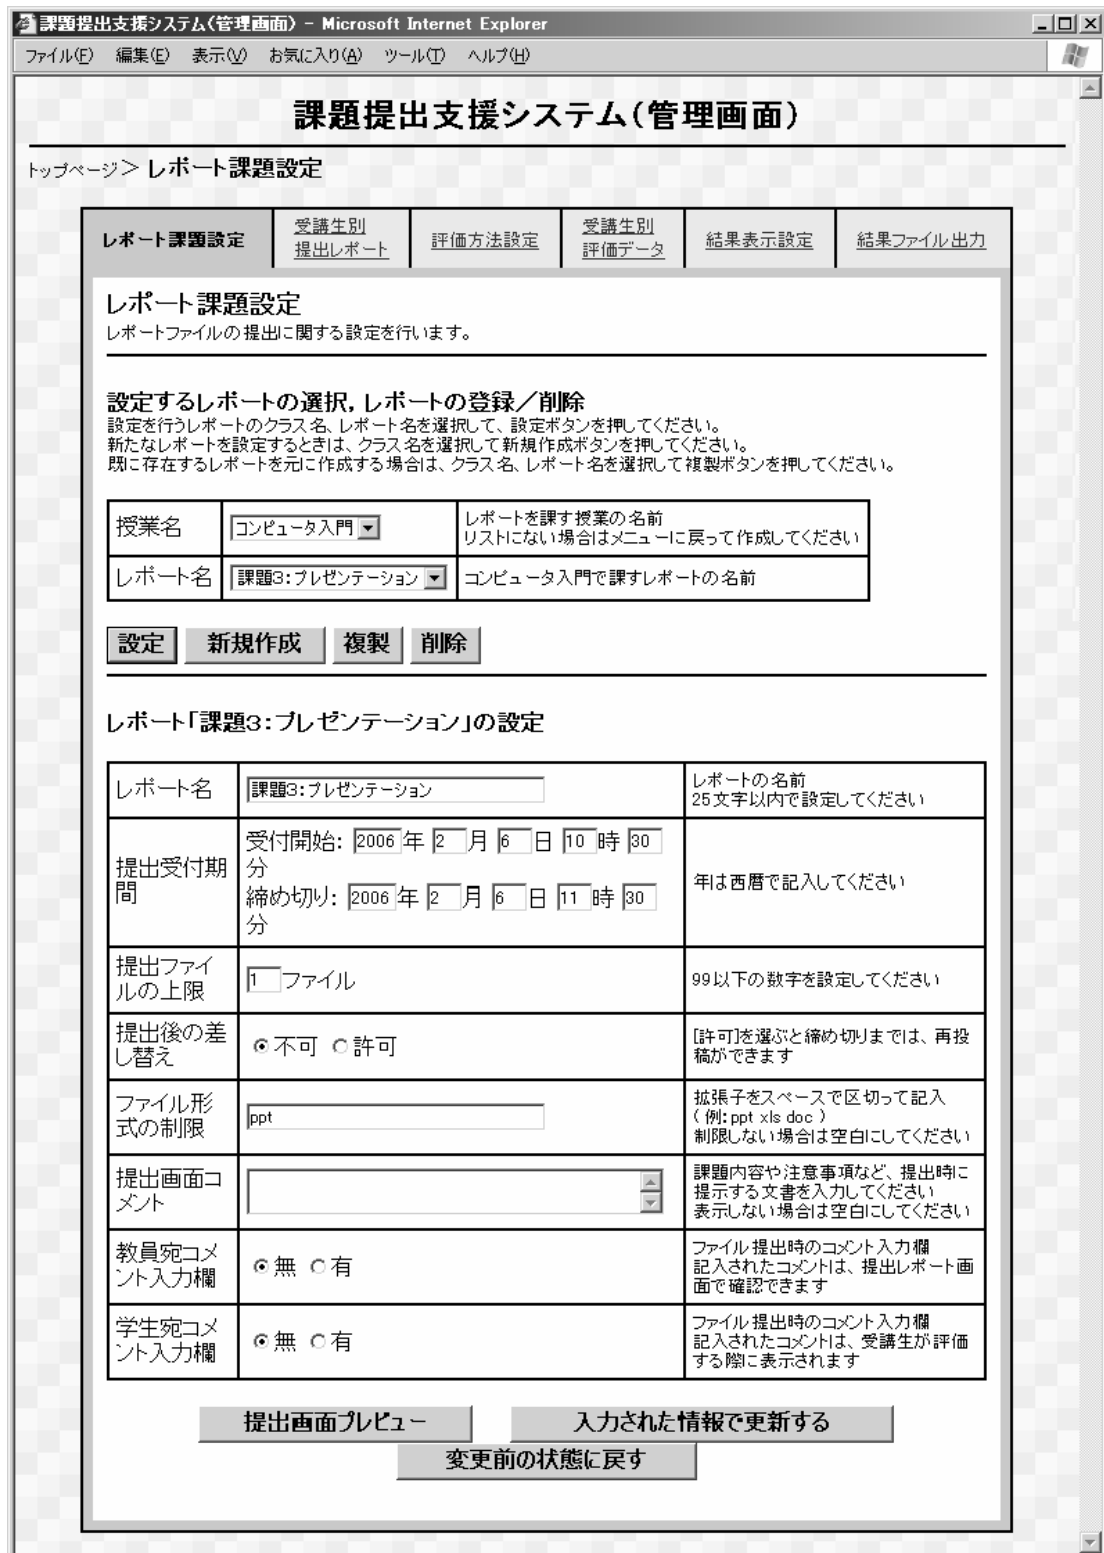 課題提出支援システム(管理画面) - Microsoft Internet Explorer
ファイル(F) 編集(E) 表示(V) お気に入り(A) ツール(T) ヘルプ(H)
課題提出支援システム(管理画面)
トップページ＞レポート課題設定
レポート課題設定
受講生別
提出レポート
評価方法設定
受講生別
評価データ
結果表示設定
結果ファイル出力
レポート課題設定
レポートファイルの提出に関する設定を行います。
設定するレポートの選択，レポートの登録／削除
設定を行うレポートのクラス名、レポート名を選択して、設定ボタンを押してください。
新たなレポートを設定するときは、クラス名を選択して新規作成ボタンを押してください。
既に存在するレポートを元に作成する場合は、クラス名、レポート名を選択して複製ボタンを押してください。
授業名
コンピュータ入門
レポートを課す授業の名前
リストにない場合はメニューに戻って作成してください
レポート名
課題3：プレゼンテーション
コンピュータ入門で課すレポートの名前
設定 新規作成 複製 削除
レポート「課題3：プレゼンテーション」の設定
レポート名
課題3：プレゼンテーション
レポートの名前
25文字以内で設定してください
提出受付期
間
受付開始: 2006 年 2 月 6 日 10 時 30
分
締め切り: 2006 年 2 月 6 日 11 時 30
分
年は西暦で記入してください
提出ファイ
ルの上限
1 ファイル
99以下の数字を設定してください
提出後の差
し替え
不可 許可
[許可]を選ぶと締め切りまでは、再投
稿ができます
ファイル形
式の制限
ppt
拡張子をスペースで区切って記入
( 例: ppt xls doc )
制限しない場合は空白にしてください
提出画面コ
メント
課題内容や注意事項など、提出時に
提示する文書を入力してください
表示しない場合は空白にしてください
教員宛コメ
ント入力欄
無 有
ファイル提出時のコメント入力欄
記入されたコメントは、提出レポート画
面で確認できます
学生宛コメ
ント入力欄
無 有
ファイル提出時のコメント入力欄
記入されたコメントは、受講生が評価
する際に表示されます
提出画面プレビュー 入力された情報で更新する
変更前の状態に戻す